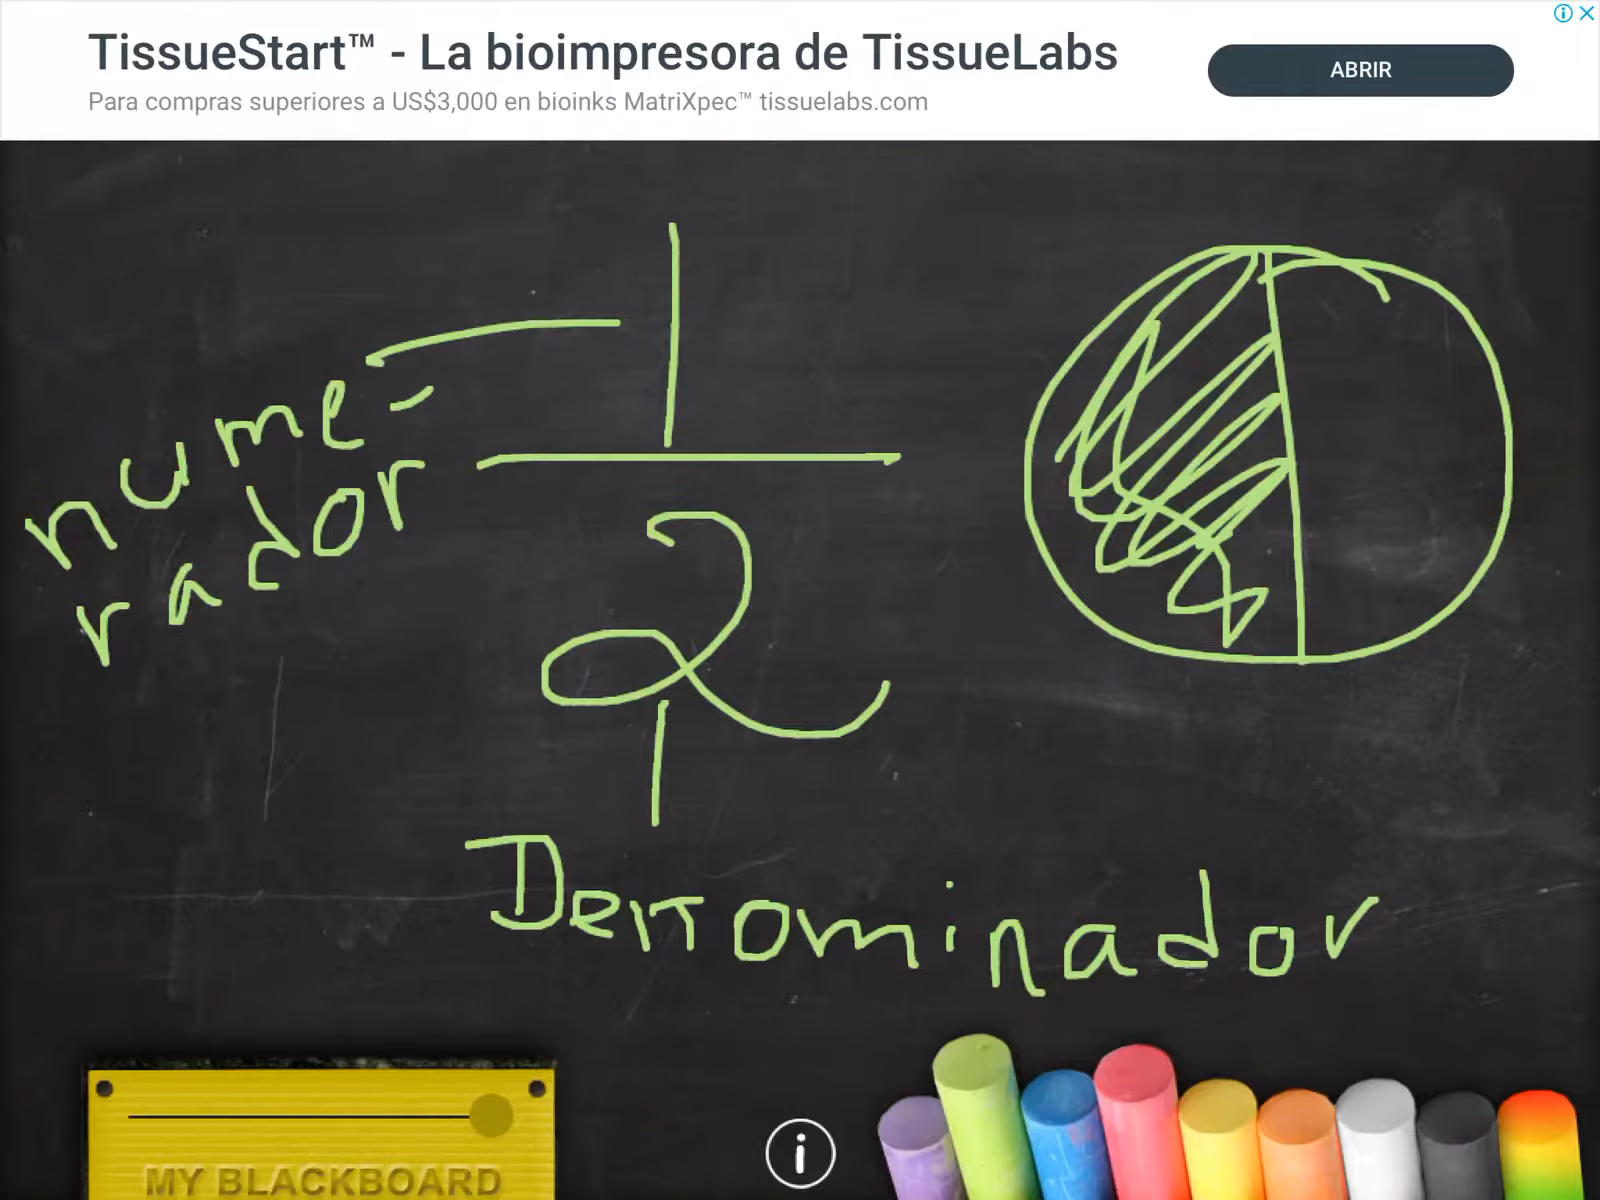 TissueStart™ - La bioimpresora de TissueLabs
Para compras superiores a US$3,000 en bioinks MatriXpec™ tissuelabs.com
ABRIR
1
nume-
rador
2
Denominador
MY BLACKBOARD